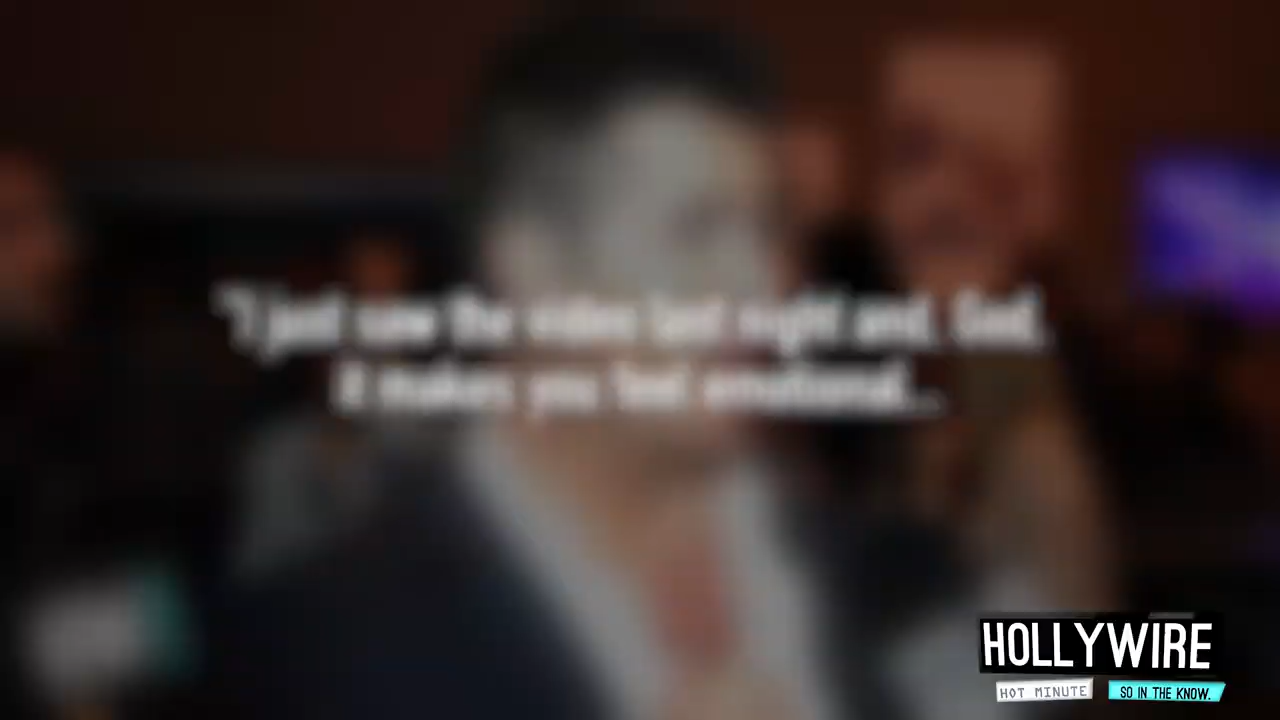 "I just saw the video last night and, God,
it makes you feel emotional...
HOLLYWIRE
HOT MINUTE
SO IN THE KNOW.